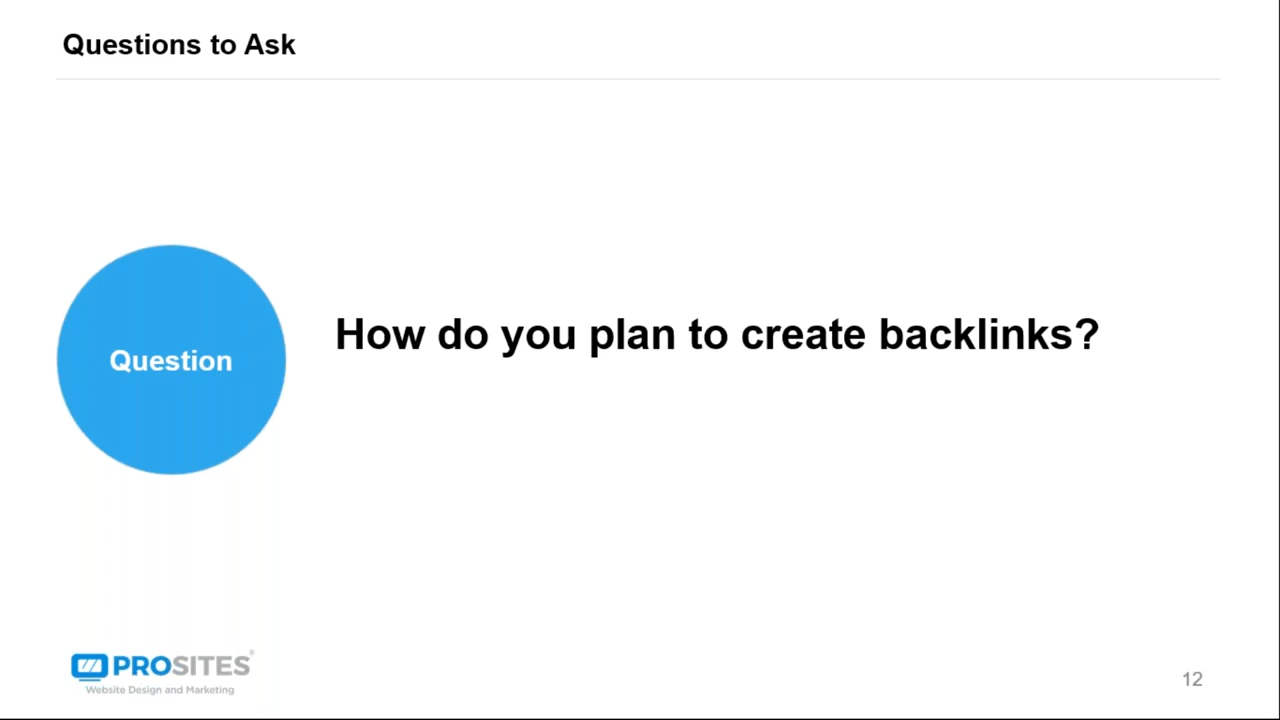 Questions to Ask
Question
How do you plan to create backlinks?
PROSITES®
Website Design and Marketing
12